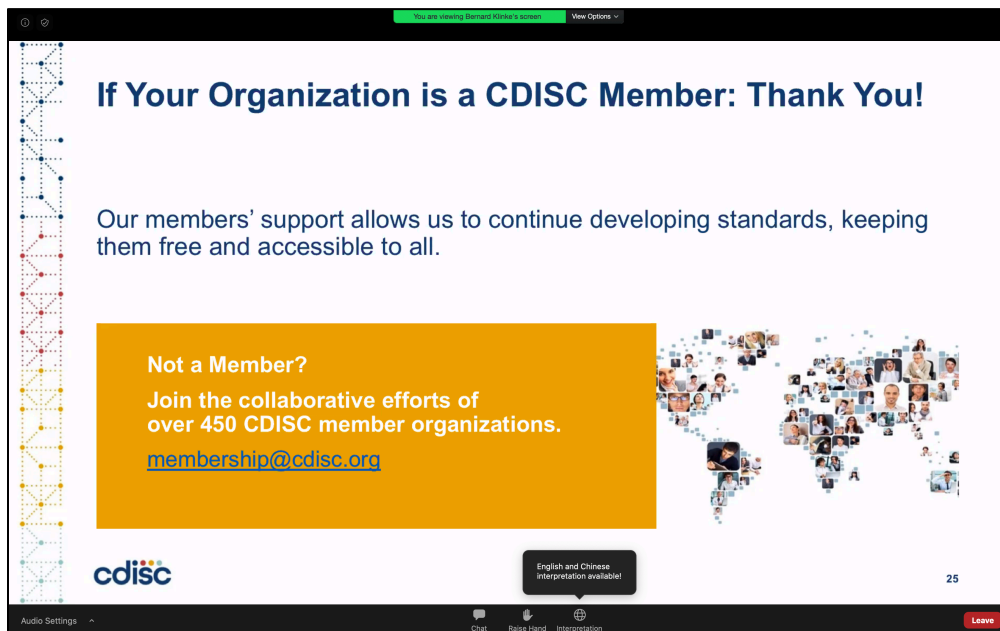 You are viewing Bernard Klinke's screen
View Options
If Your Organization is a CDISC Member: Thank You!
Our members' support allows us to continue developing standards, keeping
them free and accessible to all.
Not a Member?
Join the collaborative efforts of
over 450 CDISC member organizations.
membership@cdisc.org
cdisc
English and Chinese
interpretation available!
25
Audio Settings
Chat
Raise Hand
Interpretation
Leave